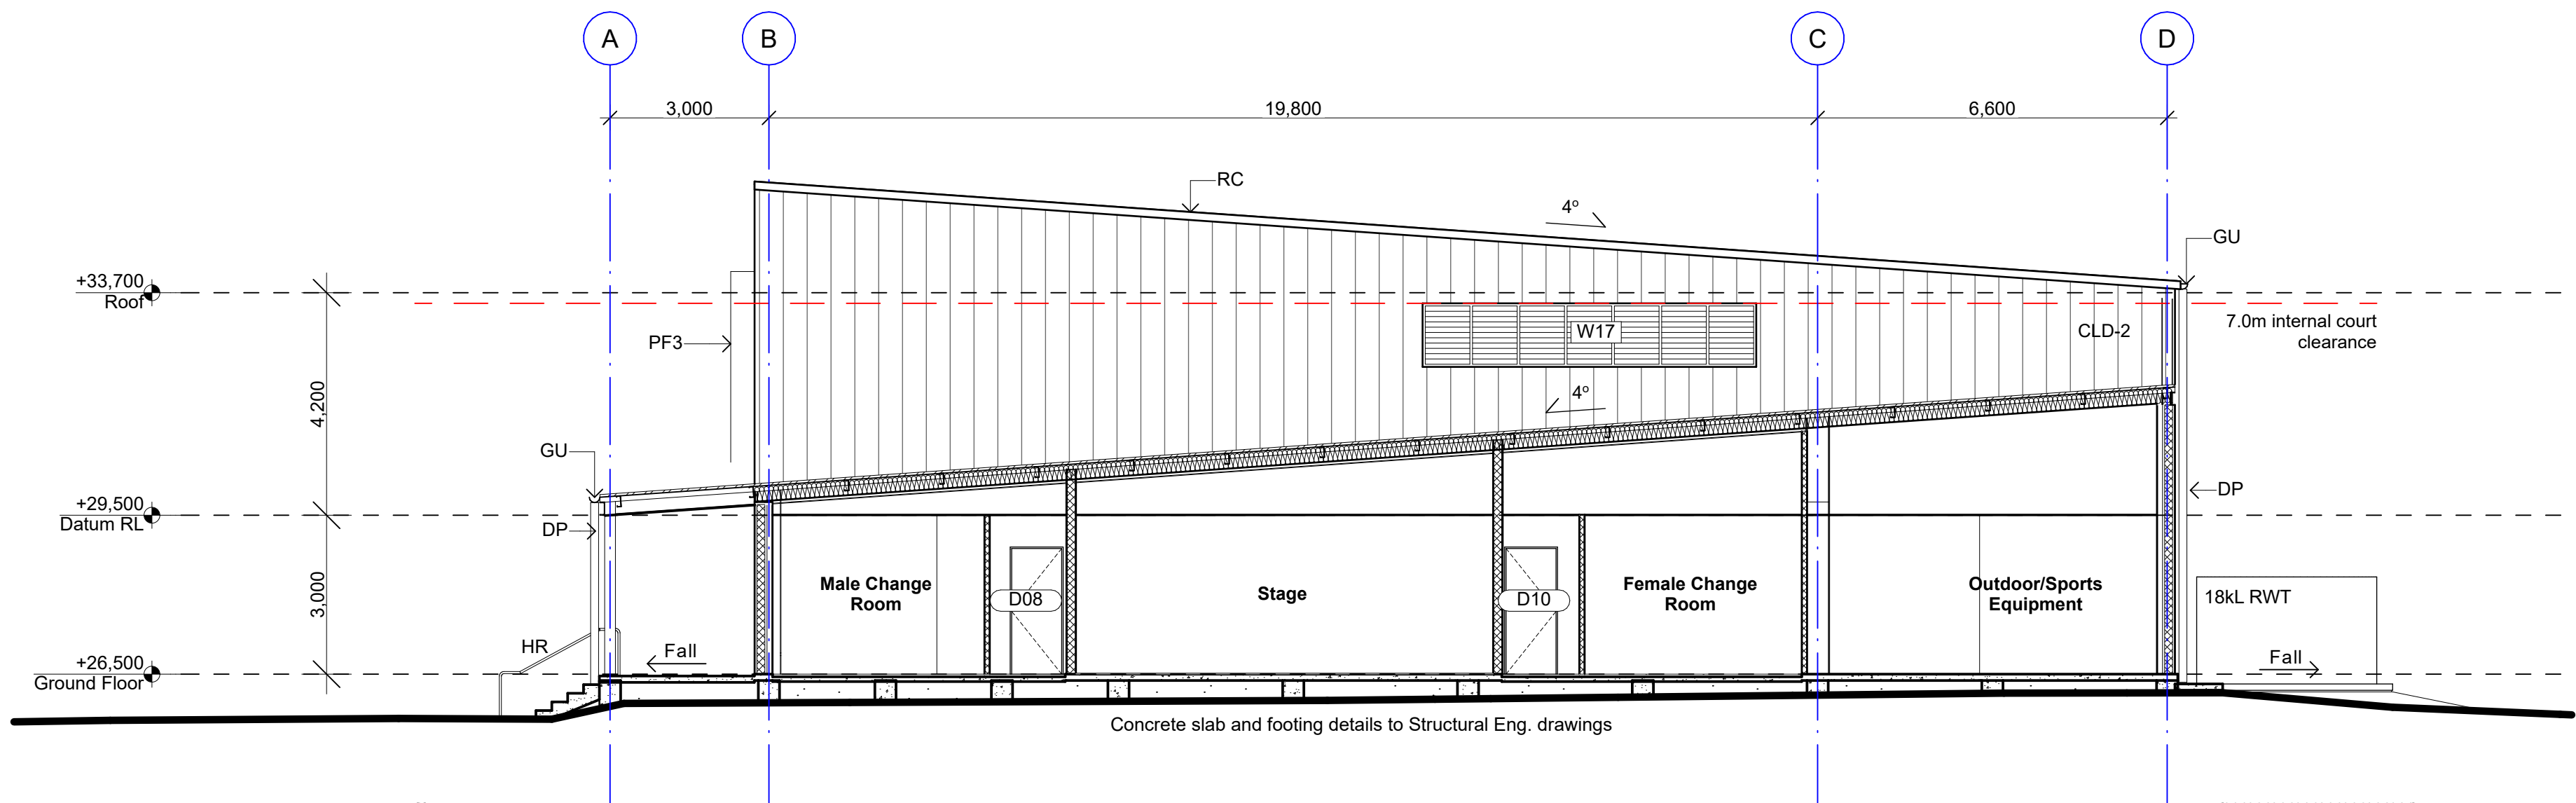 A
B
C
D
3,000
19,800
6,600
RC
4º
GU
+33,700
Roof
7.0m internal court
clearance
W17
CLD-2
PF3
4º
4,200
GU
DP
+29,500
Datum RL
DP
Male Change
Room
D08
Stage
D10
Female Change
Room
Outdoor/Sports
Equipment
18kL RWT
3,000
HR
Fall
Fall
+26,500
Ground Floor
Concrete slab and footing details to Structural Eng. drawings